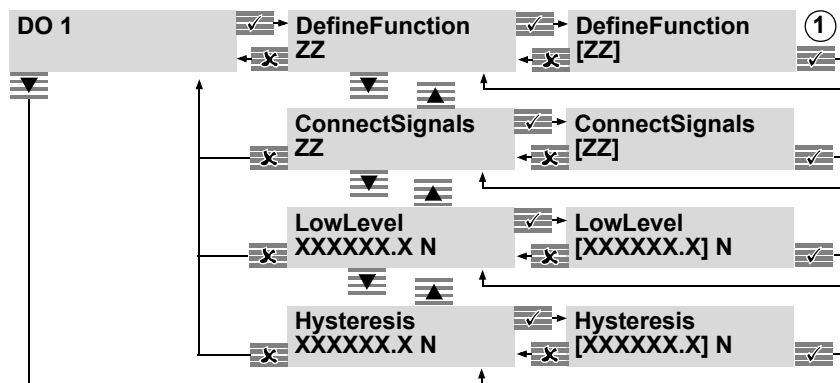 DO 1
DefineFunction
ZZ
DefineFunction
[ZZ]
1
ConnectSignals
ZZ
ConnectSignals
[ZZ]
LowLevel
XXXXXX.X N
LowLevel
[XXXXXX.X] N
Hysteresis
XXXXXX.X N
Hysteresis
[XXXXXX.X] N